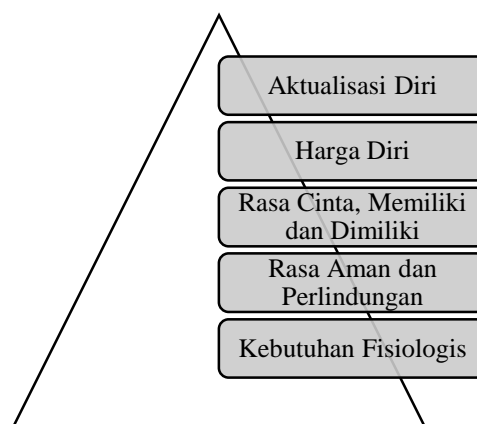 Aktualisasi Diri
Harga Diri
Rasa Cinta, Memiliki
dan Dimiliki
Rasa Aman dan
Perlindungan
Kebutuhan Fisiologis